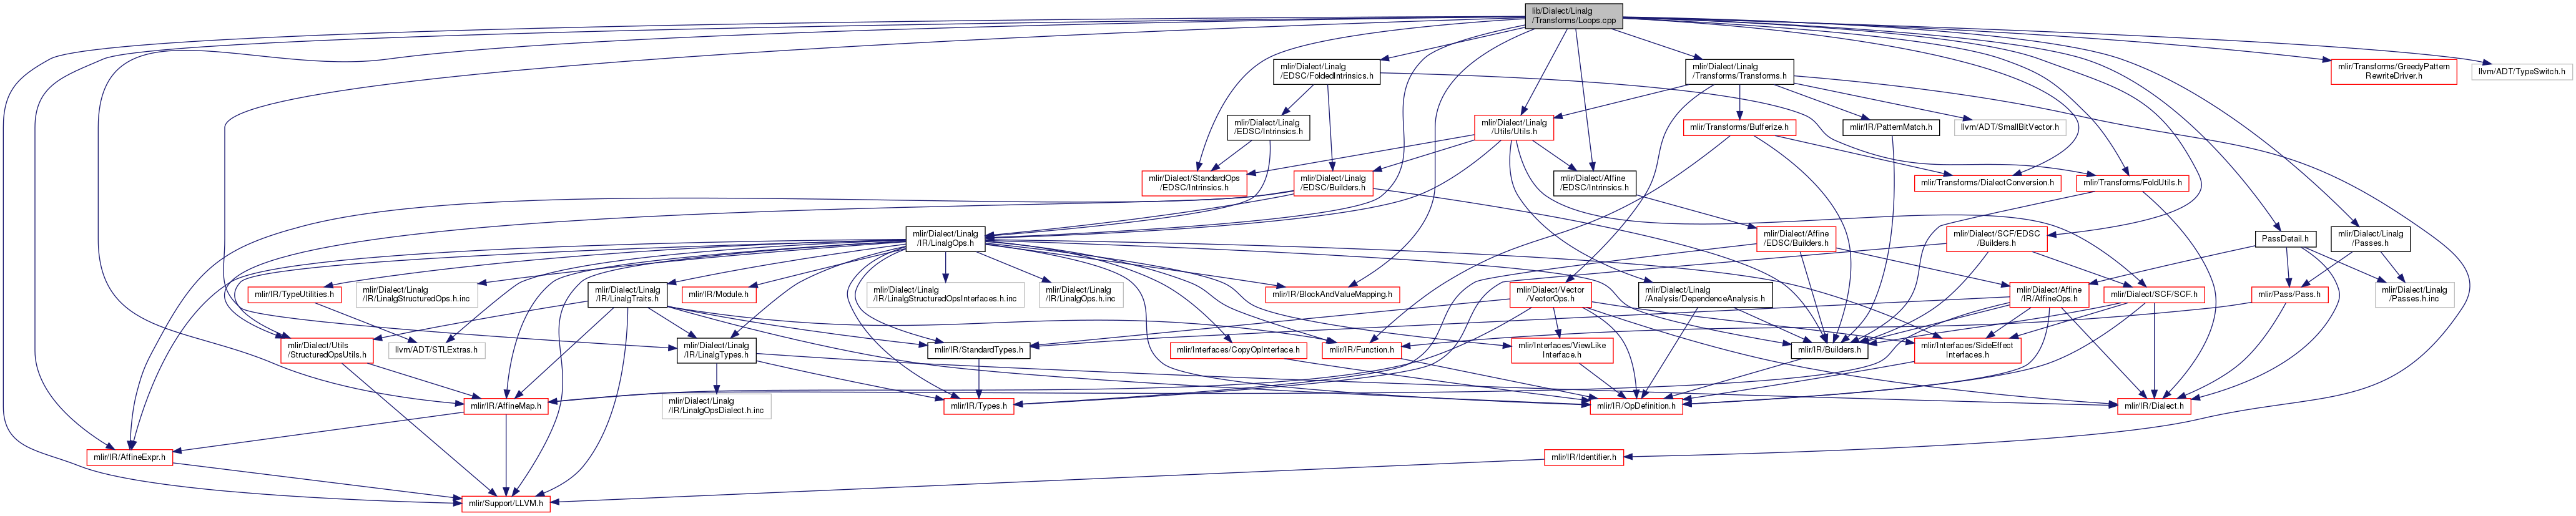 lib/Dialect/Linalg
/Transforms/Loops.cpp
mlir/Dialect/Linalg
/EDSC/FoldedIntrinsics.h
mlir/Dialect/Linalg
/Transforms/Transforms.h
mlir/Transforms/GreedyPattern
RewriteDriver.h
llvm/ADT/TypeSwitch.h
mlir/Dialect/Linalg
/EDSC/Intrinsics.h
mlir/Dialect/Linalg
/Utils/Utils.h
mlir/Transforms/Bufferize.h
mlir/IR/PatternMatch.h
llvm/ADT/SmallBitVector.h
mlir/Dialect/StandardOps
/EDSC/Intrinsics.h
mlir/Dialect/Linalg
/EDSC/Builders.h
mlir/Dialect/Affine
/EDSC/Intrinsics.h
mlir/Transforms/DialectConversion.h
mlir/Transforms/FoldUtils.h
mlir/Dialect/Linalg
/IR/LinalgOps.h
mlir/Dialect/Affine
/EDSC/Builders.h
mlir/Dialect/SCF/EDSC
/Builders.h
PassDetail.h
mlir/Dialect/Linalg
/Passes.h
mlir/IR/TypeUtilities.h
mlir/Dialect/Linalg
/IR/LinalgStructuredOps.h.inc
mlir/Dialect/Linalg
/IR/LinalgTraits.h
mlir/IR/Module.h
mlir/Dialect/Linalg
/IR/LinalgStructuredOpsInterfaces.h.inc
mlir/Dialect/Linalg
/IR/LinalgOps.h.inc
mlir/IR/BlockAndValueMapping.h
mlir/Dialect/Vector
/VectorOps.h
mlir/Dialect/Linalg
/Analysis/DependenceAnalysis.h
mlir/Dialect/Affine
/IR/AffineOps.h
mlir/Dialect/SCF/SCF.h
mlir/Pass/Pass.h
mlir/Dialect/Linalg
/Passes.h.inc
mlir/Dialect/Utils
/StructuredOpsUtils.h
llvm/ADT/STLExtras.h
mlir/Dialect/Linalg
/IR/LinalgTypes.h
mlir/IR/StandardTypes.h
mlir/Interfaces/CopyOpInterface.h
mlir/IR/Function.h
mlir/Interfaces/ViewLike
Interface.h
mlir/IR/Builders.h
mlir/Interfaces/SideEffect
Interfaces.h
mlir/IR/AffineMap.h
mlir/Dialect/Linalg
/IR/LinalgOpsDialect.h.inc
mlir/IR/Types.h
mlir/IR/OpDefinition.h
mlir/IR/Dialect.h
mlir/IR/AffineExpr.h
mlir/IR/Identifier.h
mlir/Support/LLVM.h